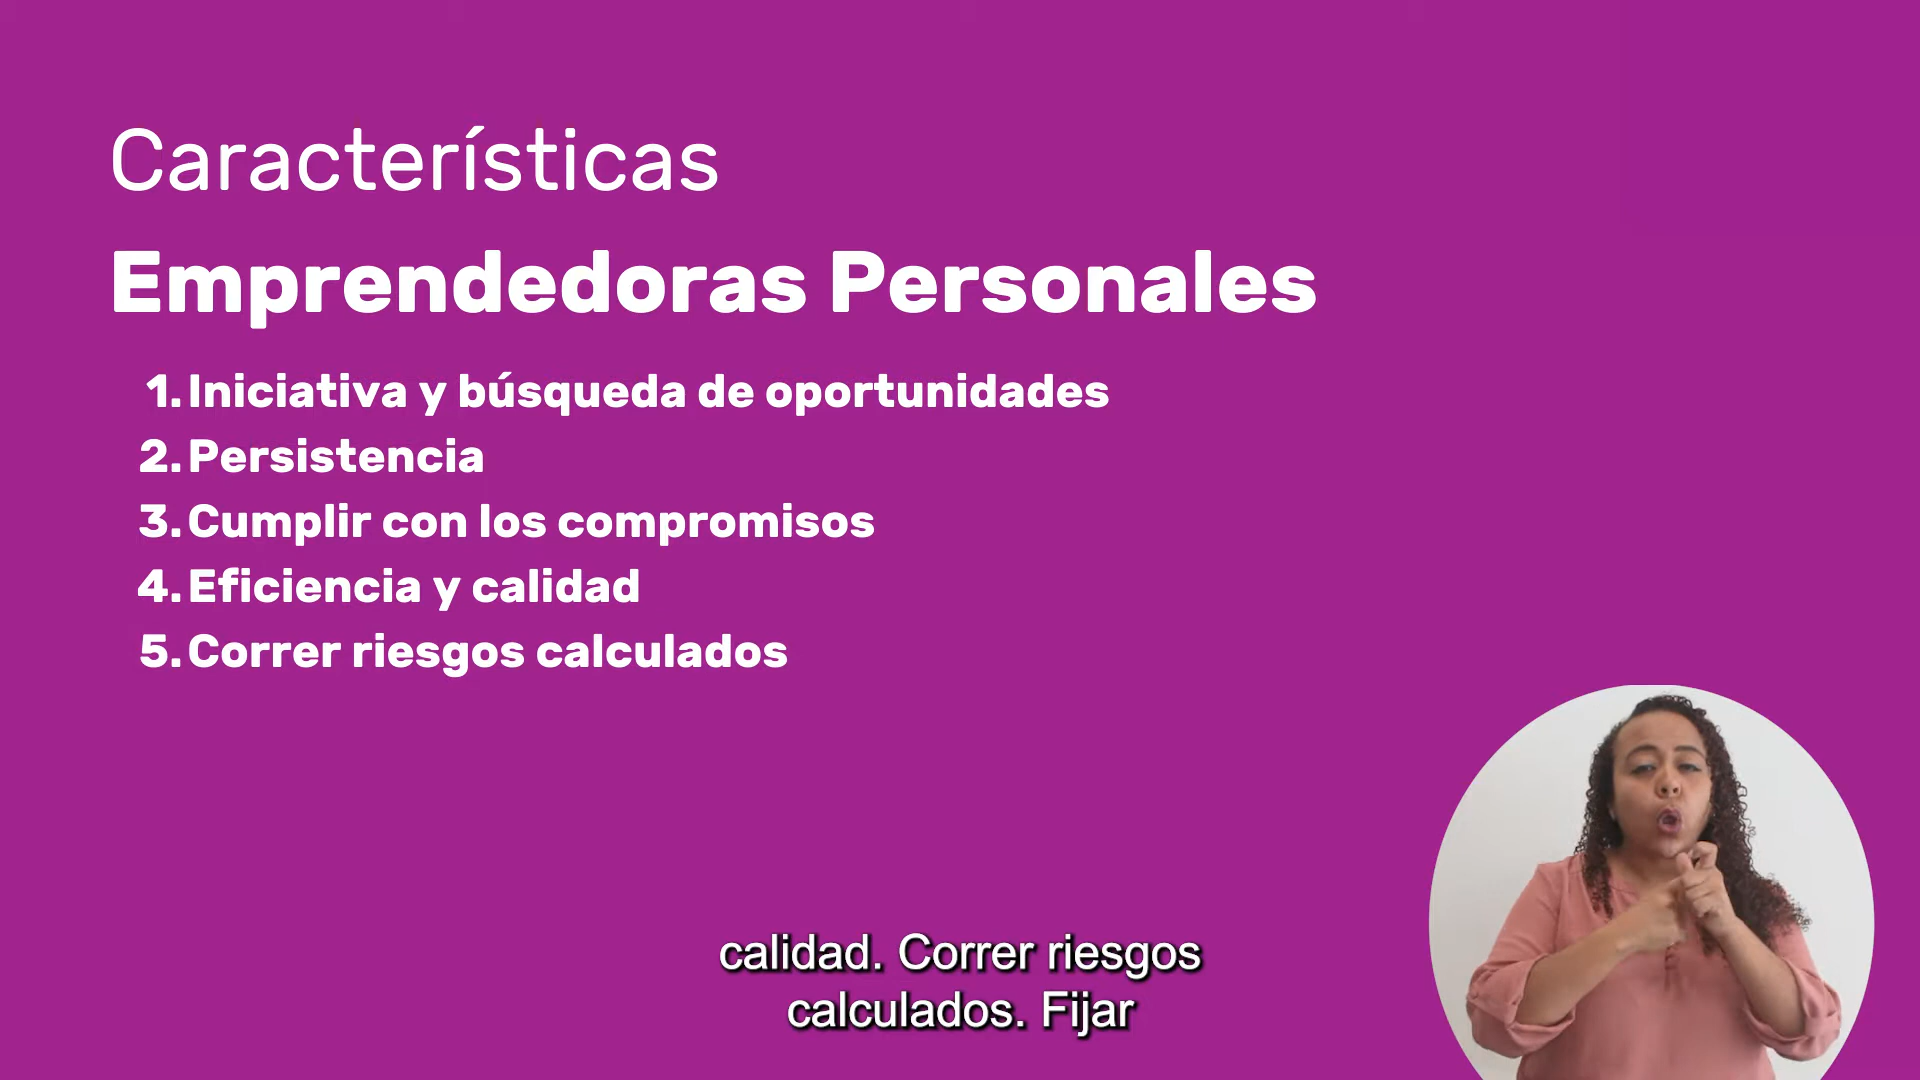 Características
Emprendedoras Personales
1. Iniciativa y búsqueda de oportunidades
2. Persistencia
3. Cumplir con los compromisos
4. Eficiencia y calidad
5. Correr riesgos calculados
calidad. Correr riesgos
calculados. Fijar